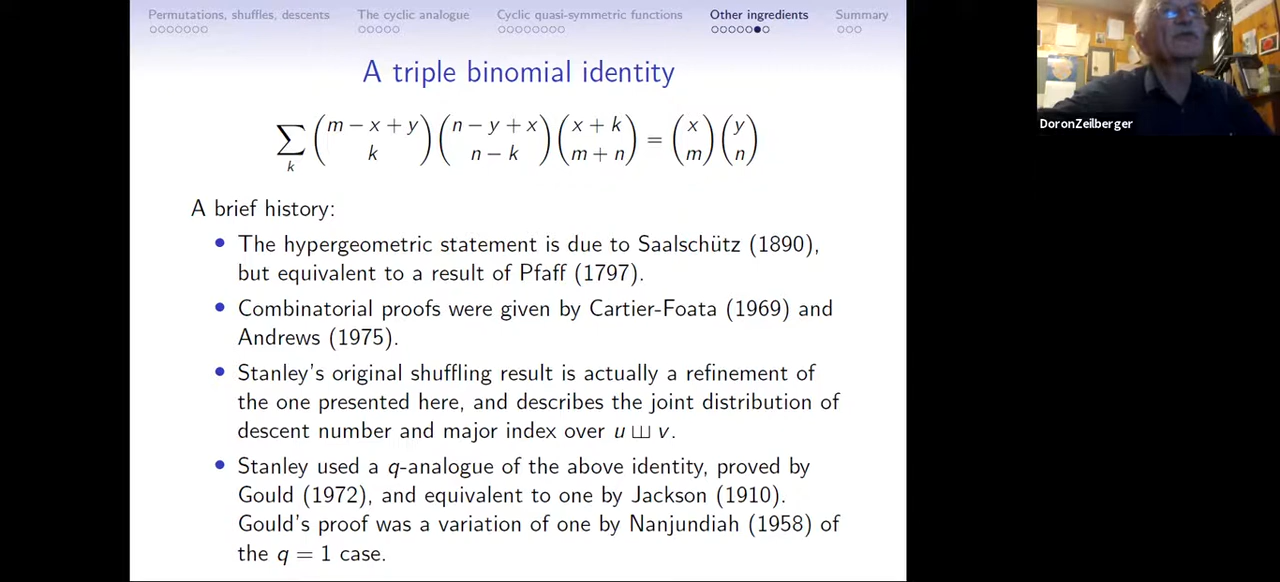 Permutations, shuffles, descents The cyclic analogue Cyclic quasi-symmetric functions Other ingredients Summary
A triple binomial identity
∑_k (m − x + y choose k) (n − y + x choose n − k) (x + k choose m + n) = (x choose m) (y choose n)
A brief history:
• The hypergeometric statement is due to Saalschütz (1890),
but equivalent to a result of Pfaff (1797).
• Combinatorial proofs were given by Cartier-Foata (1969) and
Andrews (1975).
• Stanley's original shuffling result is actually a refinement of
the one presented here, and describes the joint distribution of
descent number and major index over u ⧢ v.
• Stanley used a q-analogue of the above identity, proved by
Gould (1972), and equivalent to one by Jackson (1910).
Gould's proof was a variation of one by Nanjundiah (1958) of
the q = 1 case.
DoronZeilberger